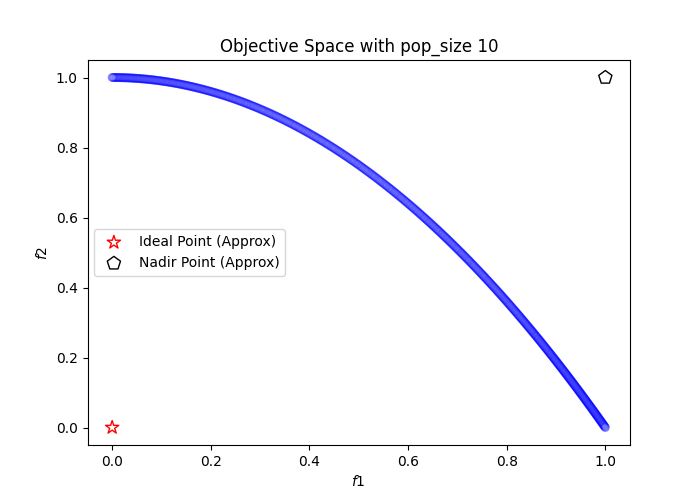 Objective Space with pop_size 10
1.0
0.8
0.6
0.4
0.2
0.0
f2
Ideal Point (Approx)
Nadir Point (Approx)
0.0 0.2 0.4 0.6 0.8 1.0
f1